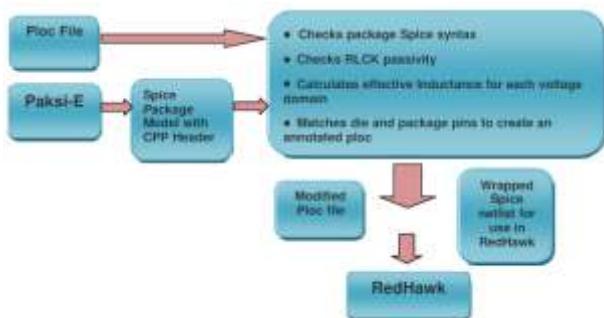 Ploc File
Paksi-E
Spice
Package
Model with
CPP Header
• Checks package Spice syntax
• Checks RLCK passivity
• Calculates effective Inductance for each voltage
domain
• Matches die and package pins to create an
annotated ploc
Modified
Ploc file
Wrapped
Spice
netlist for
use in
RedHawk
RedHawk